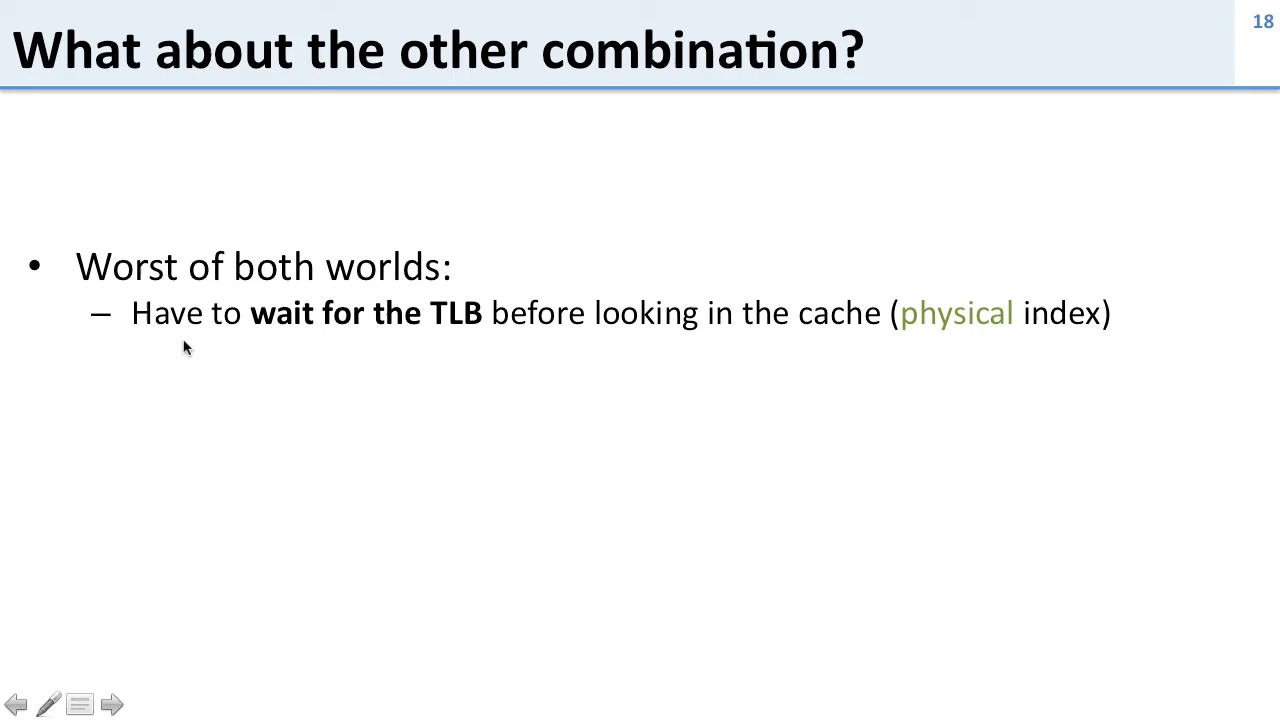 What about the other combination?
18
• Worst of both worlds:
– Have to wait for the TLB before looking in the cache (physical index)